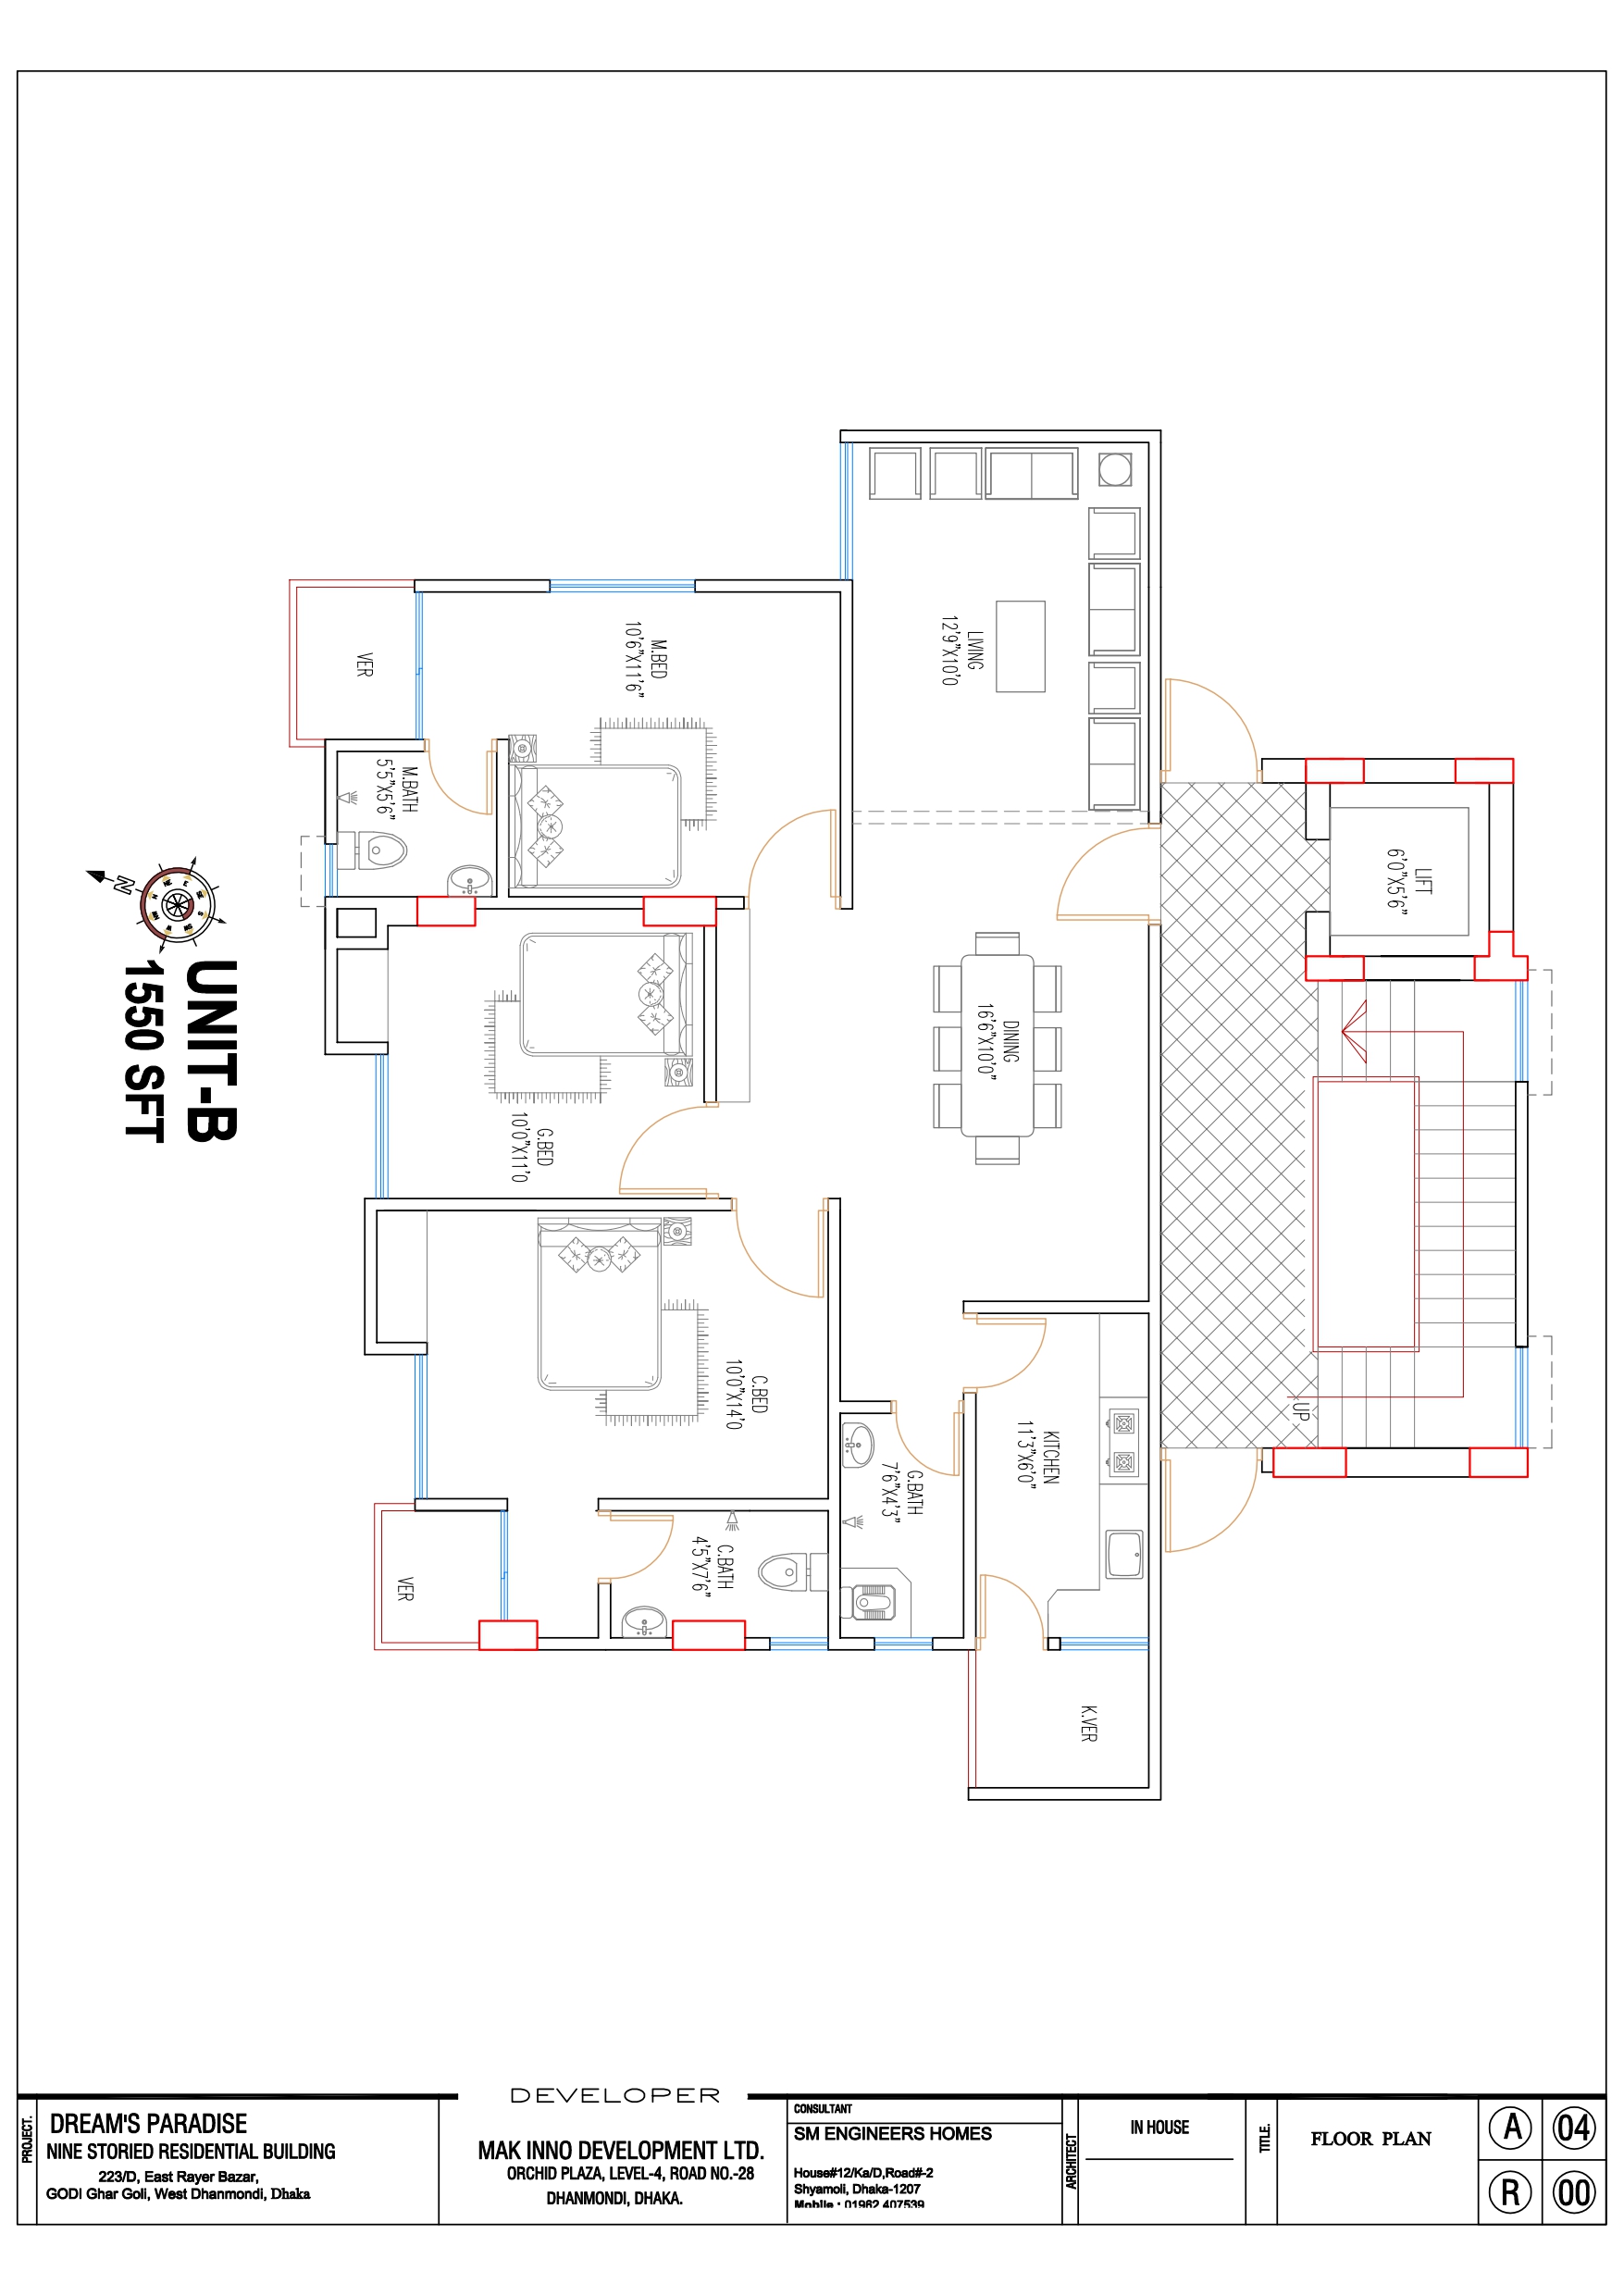 LIVING
12'9"X10'0
M.BED
10'6"X11'6"
VER
M.BATH
5'5"X5'6"
LIFT
6'0"X5'6"
DINING
16'6"X10'0"
G.BED
10'0"X11'0
C.BED
10'0"X14'0
KITCHEN
11'3"X6'0"
UP
G.BATH
7'6"X4'3"
C.BATH
4'5"X7'6"
VER
K.VER
N
UNIT-B
1550 SFT
PROJECT.
DREAM'S PARADISE
NINE STORIED RESIDENTIAL BUILDING
223/D, East Rayer Bazar,
GODI Ghar Goli, West Dhanmondi, Dhaka
DEVELOPER
MAK INNO DEVELOPMENT LTD.
ORCHID PLAZA, LEVEL-4, ROAD NO.-28
DHANMONDI, DHAKA.
CONSULTANT
SM ENGINEERS HOMES
House#12/Ka/D,Road#-2
Shyamoli, Dhaka-1207
Mobile : 01962 407539
ARCHITECT
IN HOUSE
TITLE.
FLOOR PLAN
A
04
R
00